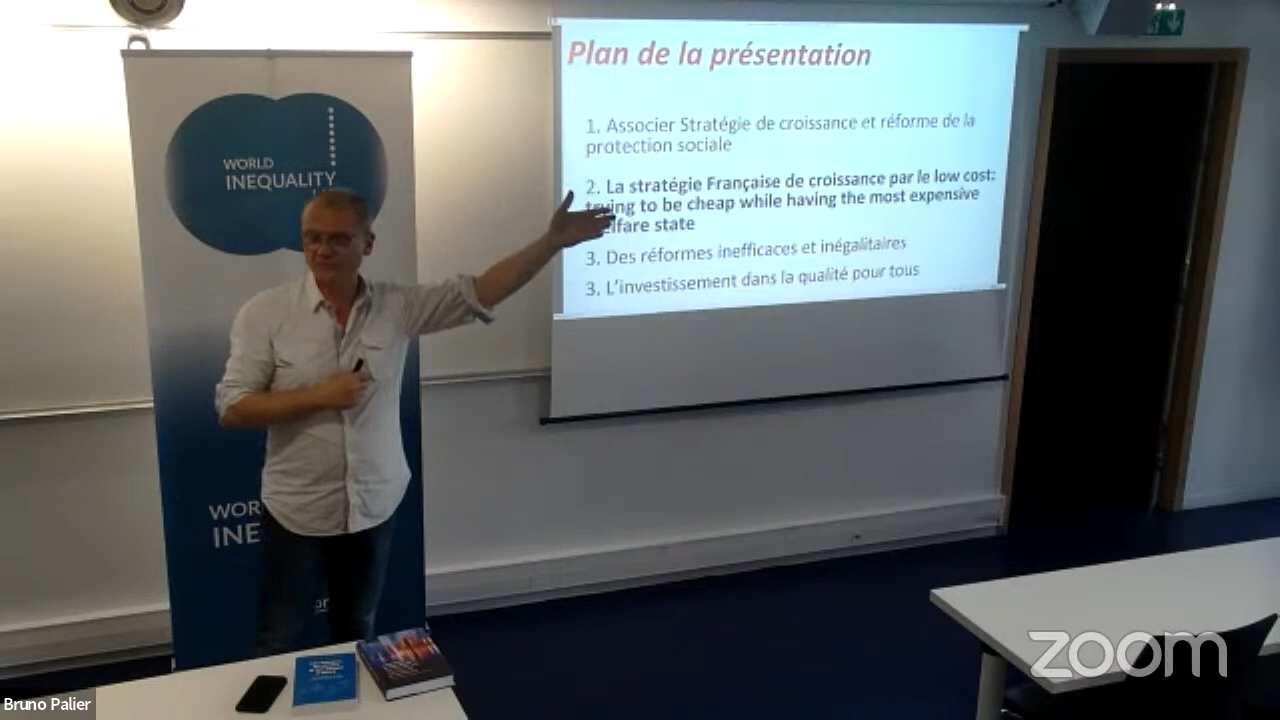 Plan de la présentation
1. Associer Stratégie de croissance et réforme de la
protection sociale
2. La stratégie Française de croissance par le low cost:
trying to be cheap while having the most expensive
welfare state
3. Des réformes inefficaces et inégalitaires
3. L'investissement dans la qualité pour tous
WORLD
INEQUALITY
WOR
INE
zoom
Bruno Palier